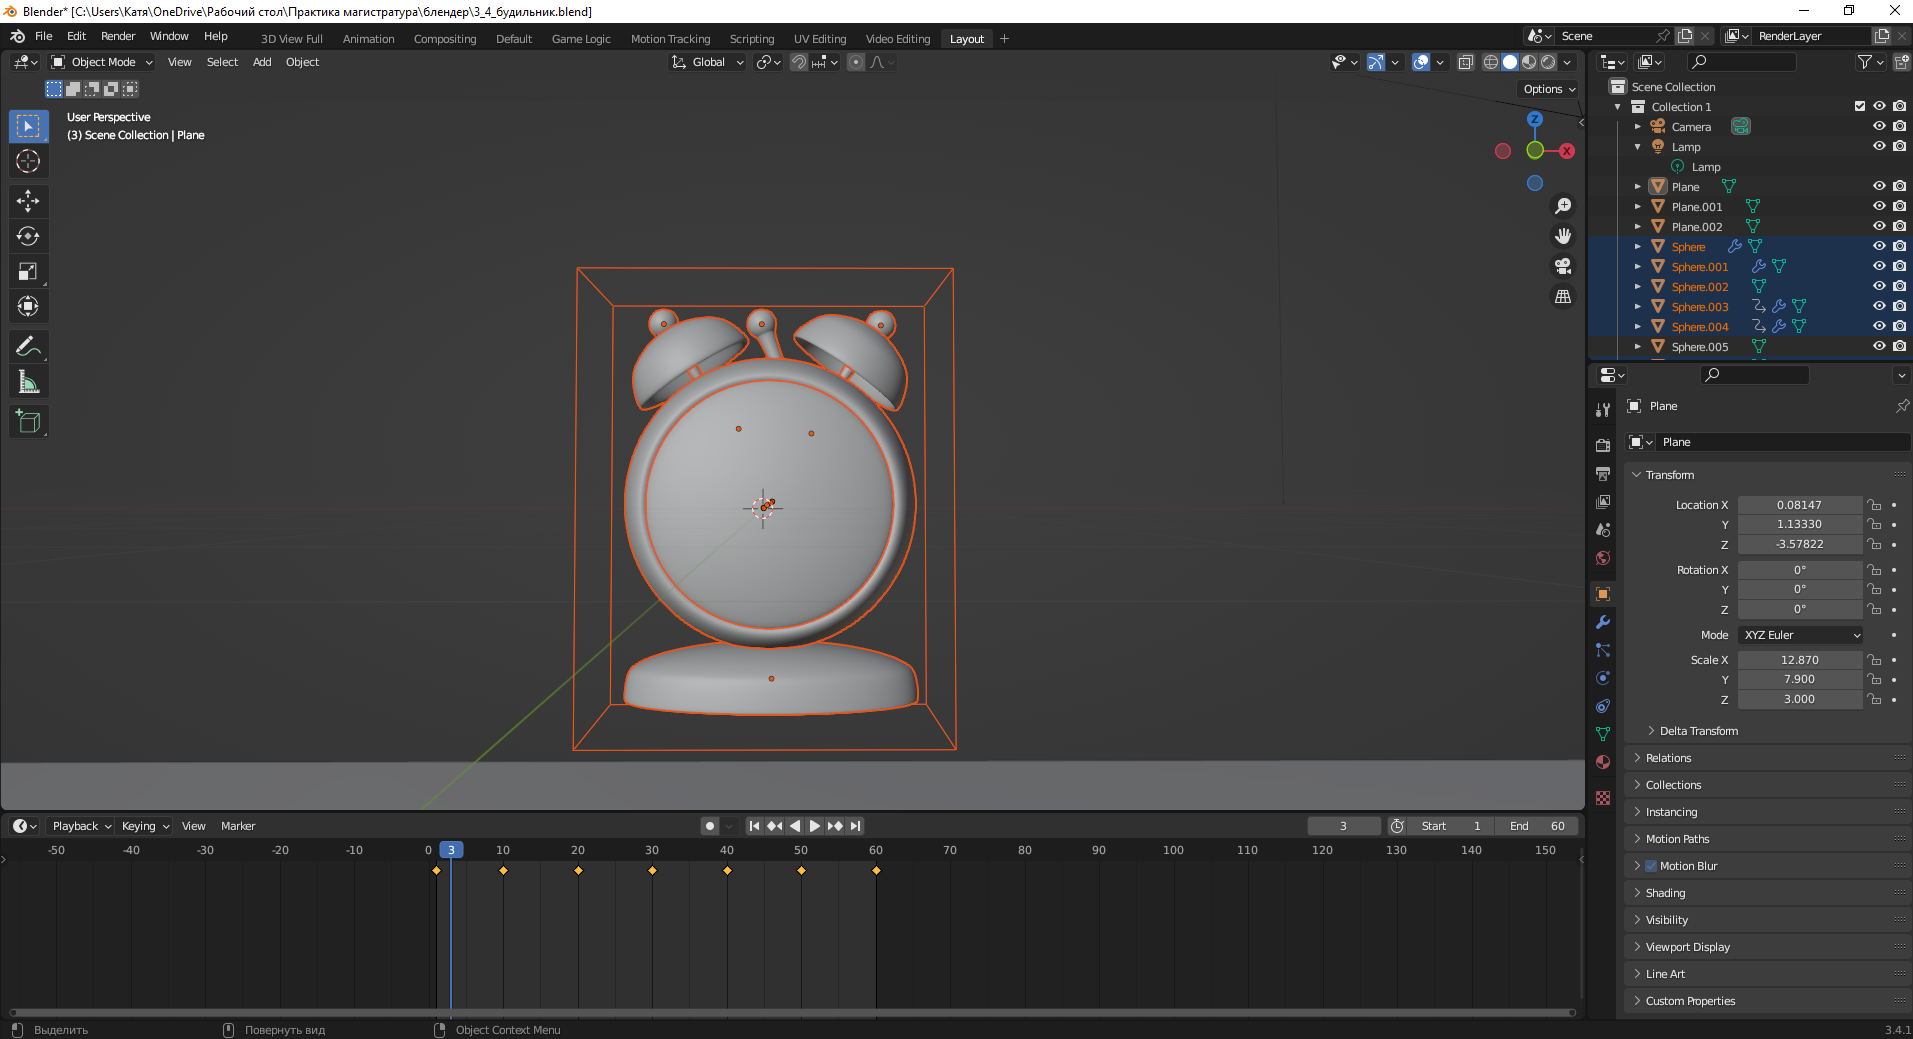 Blender* [C:\Users\Катя\OneDrive\Рабочий стол\Практика магистратура\блендер\3_4_будильник.blend]
File Edit Render Window Help 3D View Full Animation Compositing Default Game Logic Motion Tracking Scripting UV Editing Video Editing Layout + Scene RenderLayer
Object Mode View Select Add Object Global
Options
User Perspective
(3) Scene Collection | Plane
Z
X
Scene Collection
Collection 1
Camera
Lamp
Lamp
Plane
Plane.001
Plane.002
Sphere
Sphere.001
Sphere.002
Sphere.003
Sphere.004
Sphere.005
Plane
Plane
Transform
Location X 0.08147
Y 1.13330
Z -3.57822
Rotation X 0°
Y 0°
Z 0°
Mode XYZ Euler
Scale X 12.870
Y 7.900
Z 3.000
Delta Transform
Relations
Collections
Instancing
Motion Paths
Motion Blur
Shading
Visibility
Viewport Display
Line Art
Custom Properties
Playback Keying View Marker 3 Start 1 End 60
-50 -40 -30 -20 -10 0 3 10 20 30 40 50 60 70 80 90 100 110 120 130 140 150
Выделить Повернуть вид Object Context Menu 3.4.1